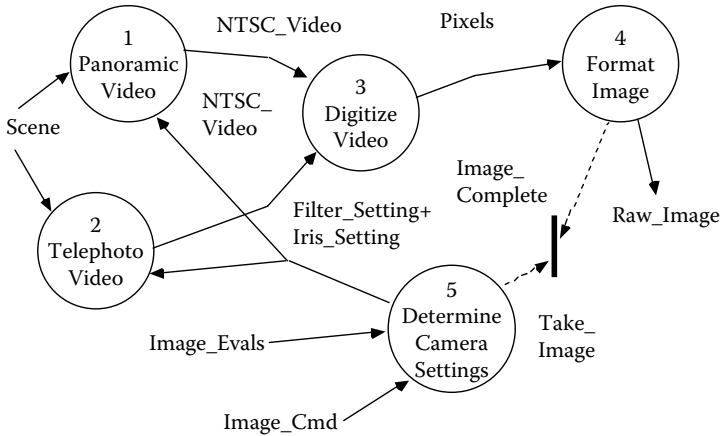 1
Panoramic
Video
NTSC_Video
Pixels
4
Format
Image
3
Digitize
Video
NTSC_
Video
Scene
2
Telephoto
Video
Filter_Setting+
Iris_Setting
Image_
Complete
Raw_Image
5
Determine
Camera
Settings
Take_
Image
Image_Evals
Image_Cmd